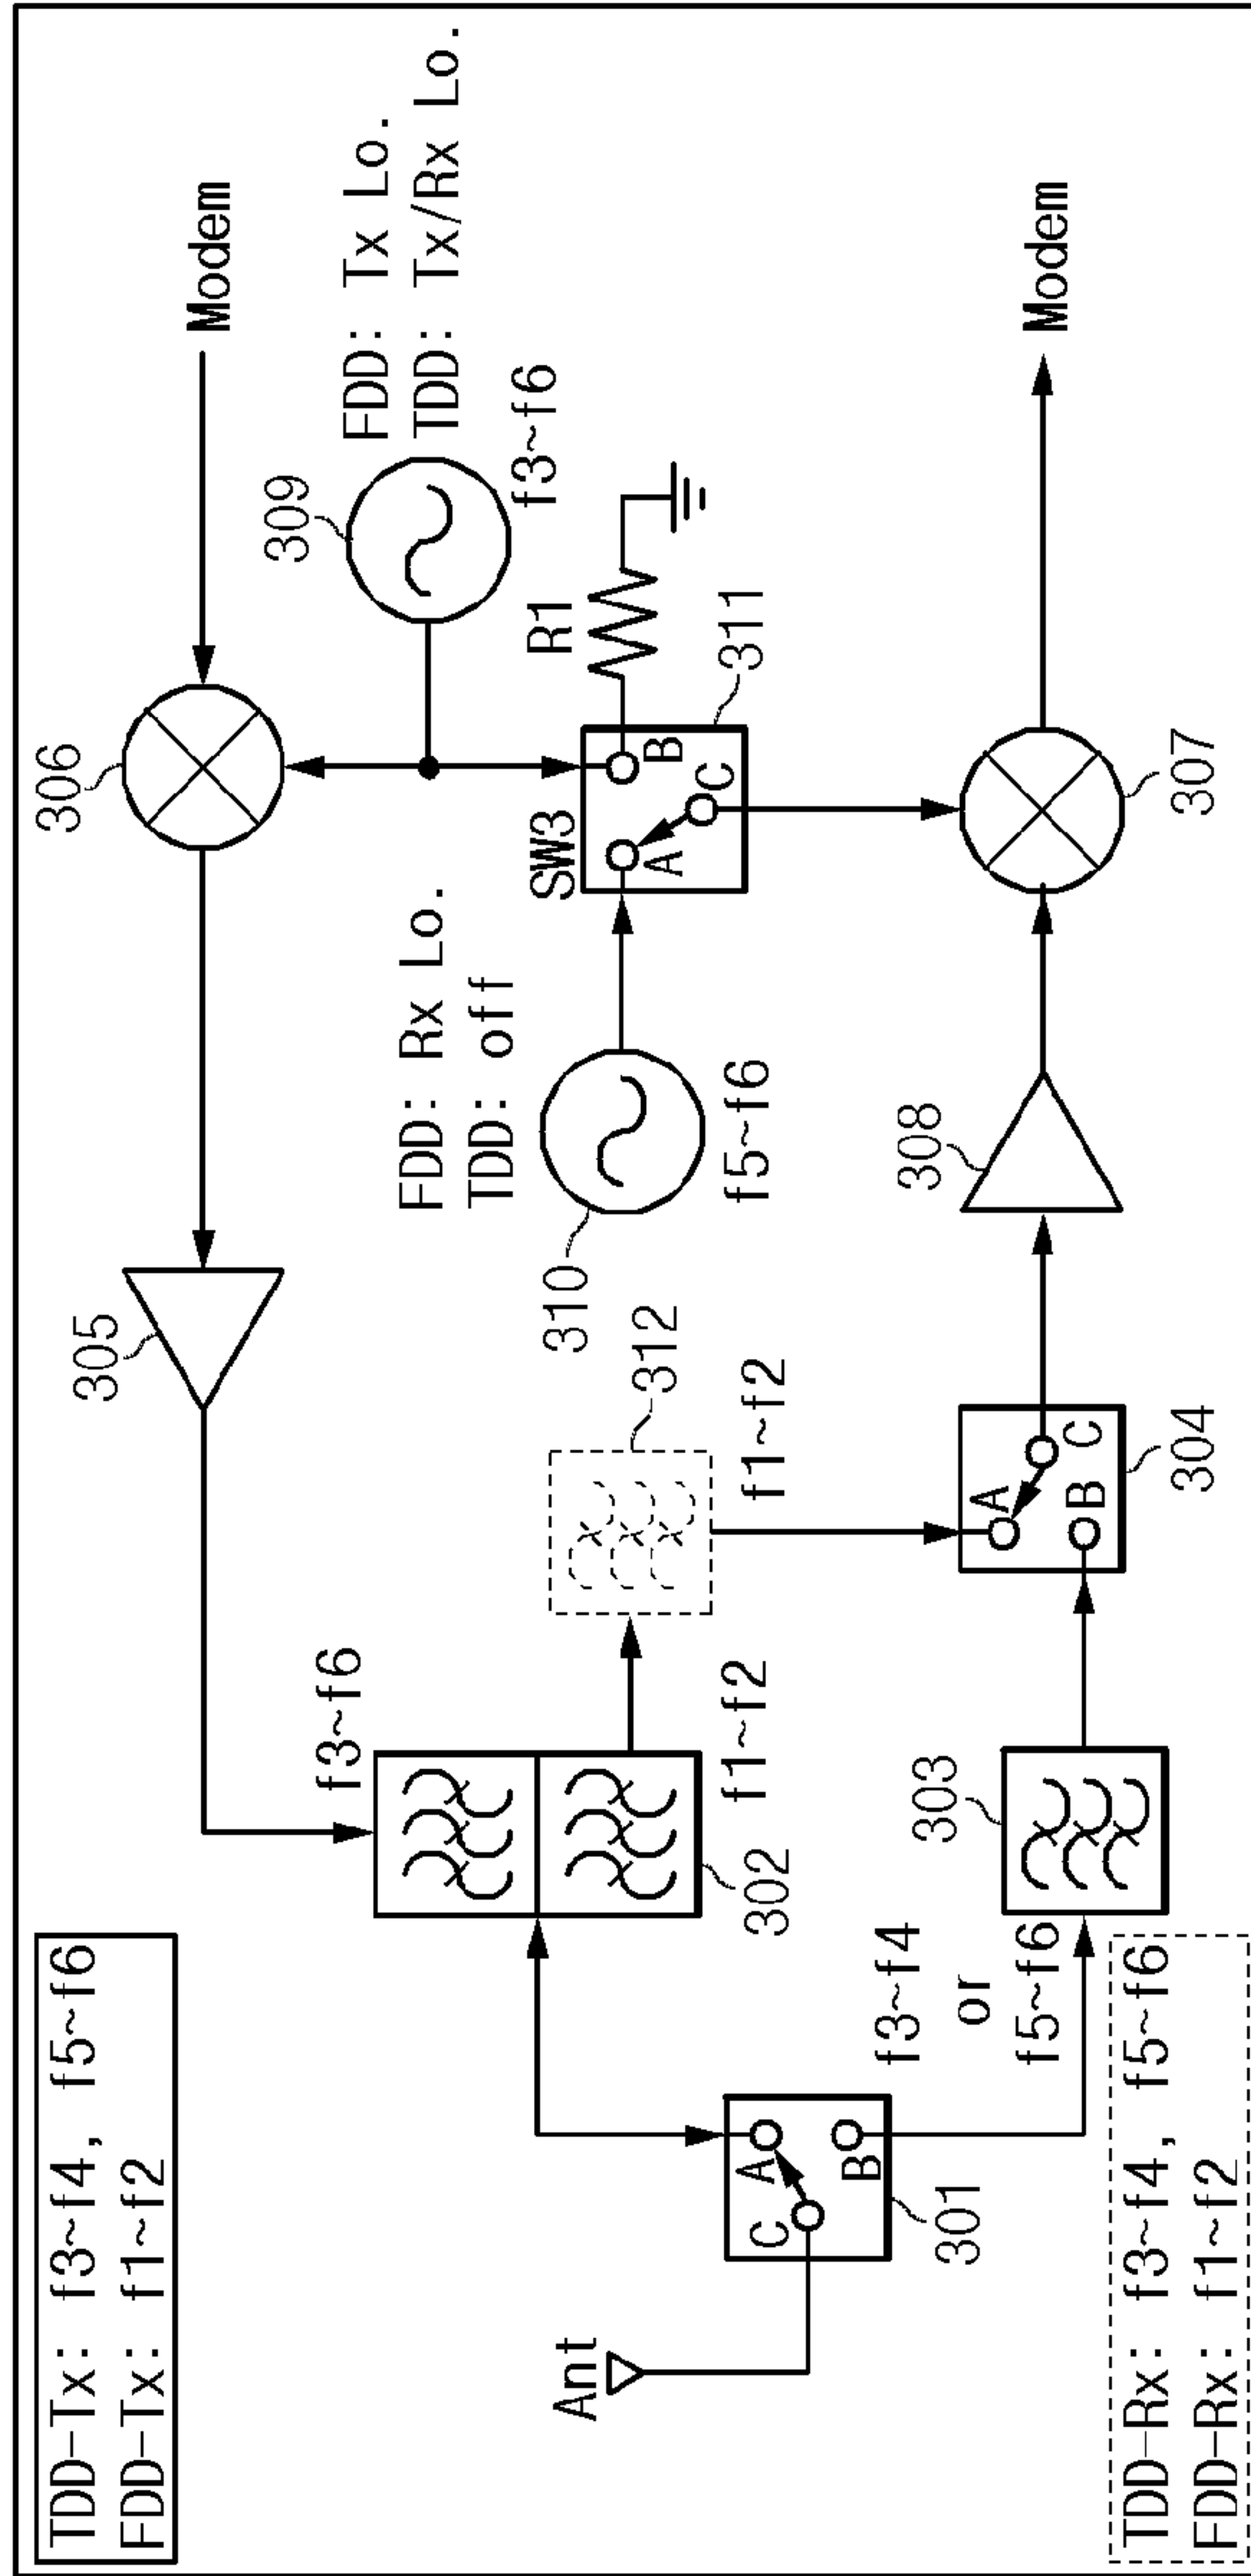 TDD-Tx: f3~f4, f5~f6
FDD-Tx: f1~f2
305
306
Modem
f3~f6
FDD: Rx Lo.
TDD: off
309
FDD: Tx Lo.
TDD: Tx/Rx Lo.
f3~f6
Ant
302
f1~f2
312
f1~f2
310
f5~f6
SW3
A
B
C
R1
311
C
A
B
301
f3~f4
or
f5~f6
303
A
B
C
304
308
307
Modem
TDD-Rx: f3~f4, f5~f6
FDD-Rx: f1~f2